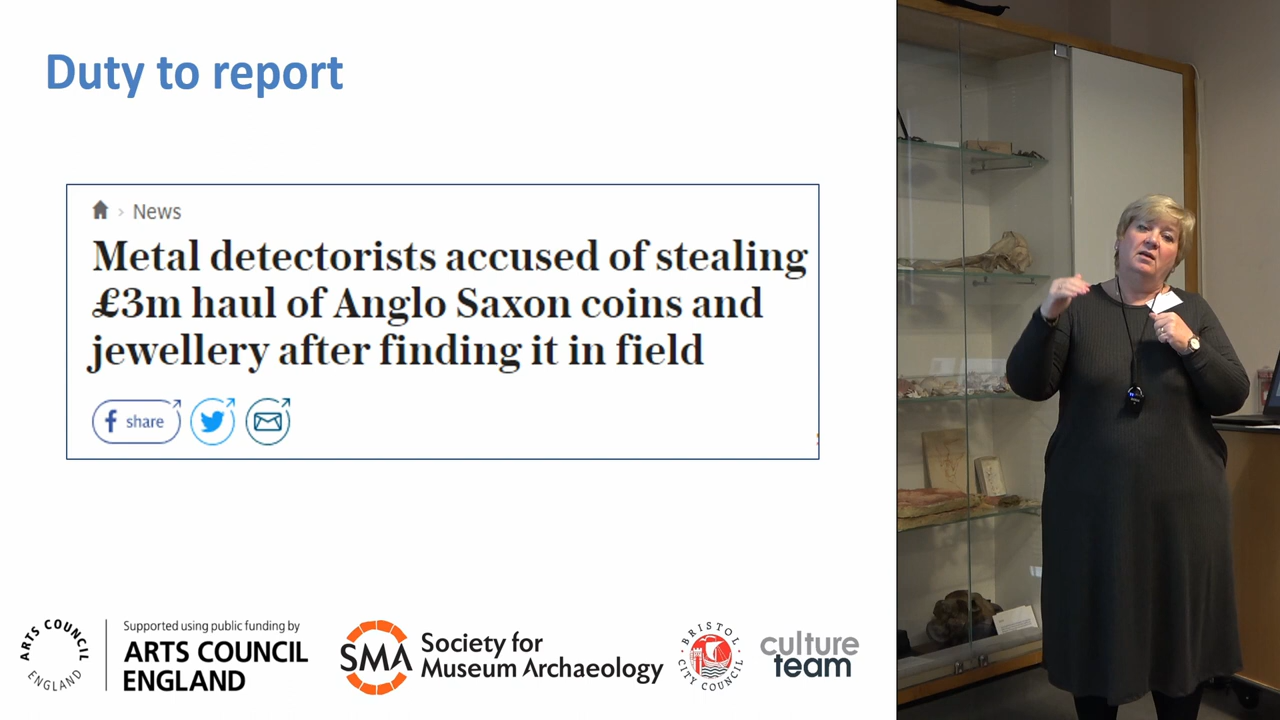 Duty to report
News
Metal detectorists accused of stealing
£3m haul of Anglo Saxon coins and
jewellery after finding it in field
share
ARTS COUNCIL
ENGLAND
Supported using public funding by
ARTS COUNCIL
ENGLAND
SMA
Society for
Museum Archaeology
BRISTOL
CITY COUNCIL
culture
team